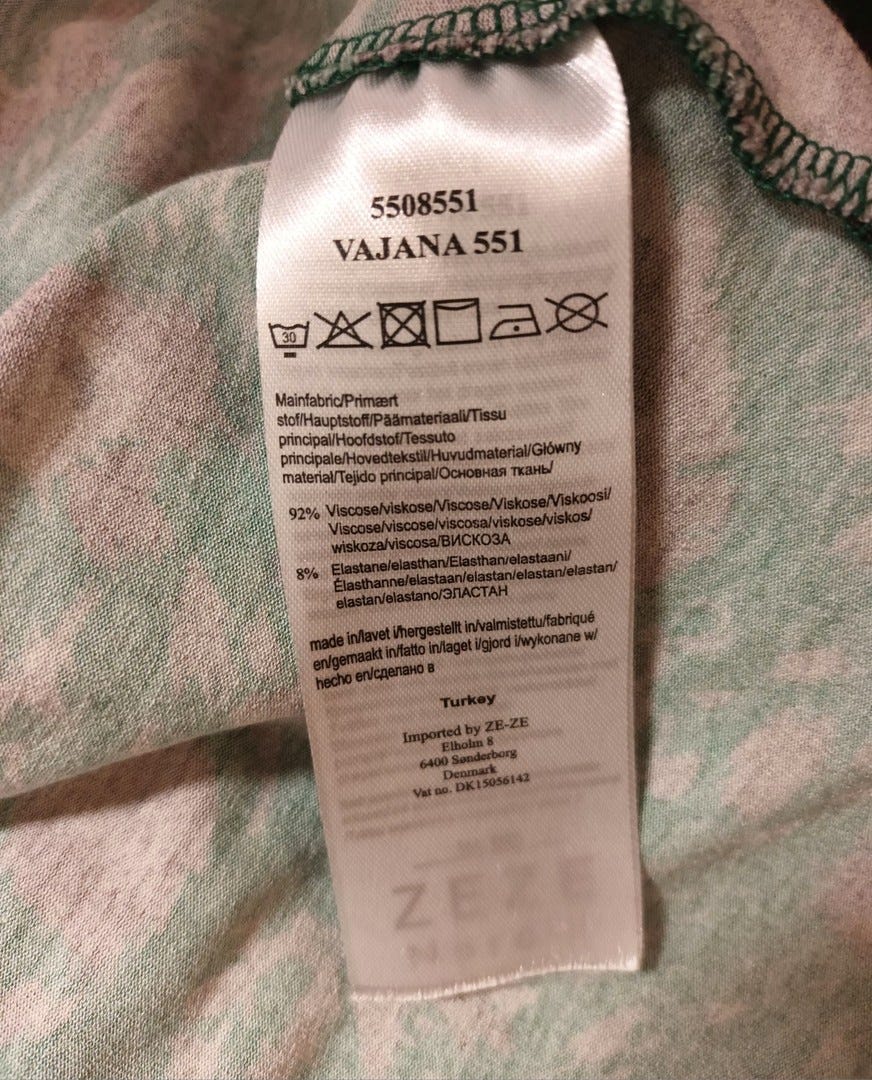 5508551
VAJANA 551
30
Mainfabric/Primært
stof/Hauptstoff/Päämateriaali/Tissu
principal/Hoofdstof/Tessuto
principale/Hovedtekstil/Huvudmaterial/Główny
materiał/Tejido principal/Основная ткань/
92% Viscose/viskose/Viscose/Viskose/Viskoosi/
Viscose/viscose/viscosa/viskose/viskos/
wiskoza/viscosa/ВИСКОЗА
8% Elastane/elasthan/Elasthan/elastaani/
Élasthanne/elastaan/elastan/elastan/elastan/
elastan/elastano/ЭЛАСТАН
made in/lavet i/hergestellt in/valmistettu/fabriqué
en/gemaakt in/fatto in/laget i/gjord i/wykonane w/
hecho en/сделано в
Turkey
Imported by ZE-ZE
Elholm 8
6400 Sønderborg
Denmark
Vat no. DK15056142
ZEZE